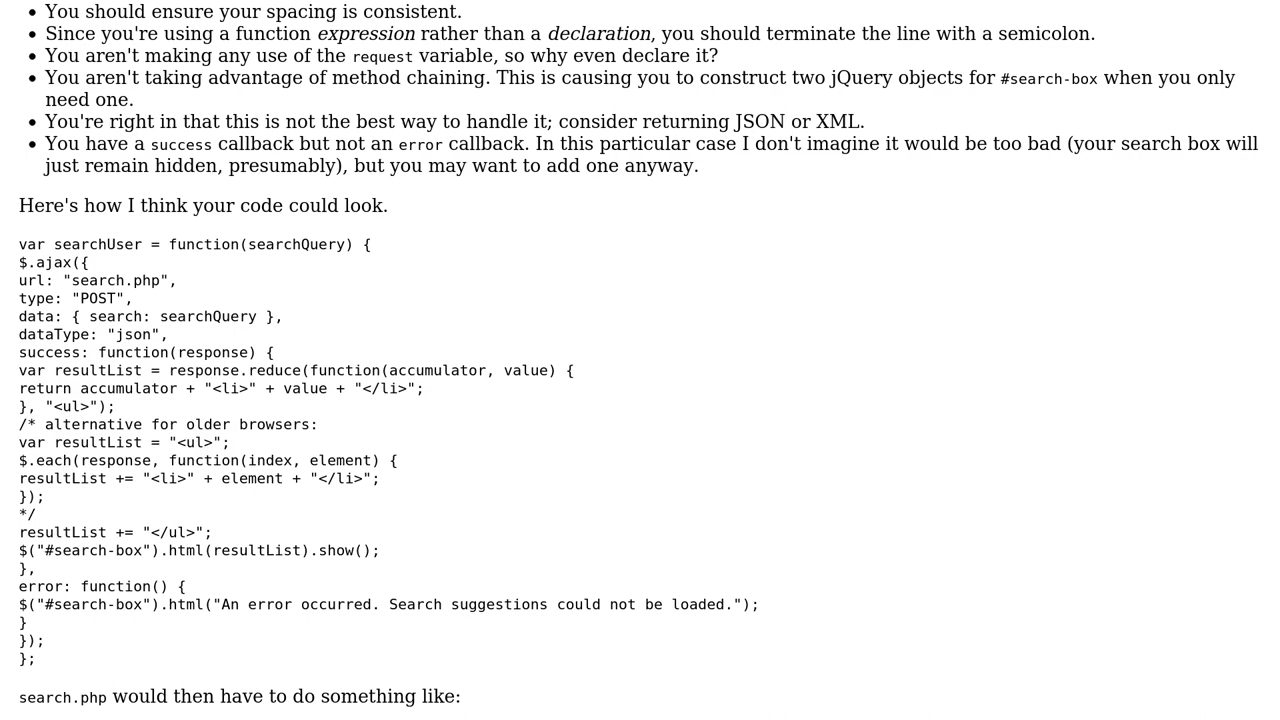 You should ensure your spacing is consistent.
Since you're using a function expression rather than a declaration, you should terminate the line with a semicolon.
You aren't making any use of the request variable, so why even declare it?
You aren't taking advantage of method chaining. This is causing you to construct two jQuery objects for #search-box when you only
need one.
You're right in that this is not the best way to handle it; consider returning JSON or XML.
You have a success callback but not an error callback. In this particular case I don't imagine it would be too bad (your search box will
just remain hidden, presumably), but you may want to add one anyway.
Here's how I think your code could look.
var searchUser = function(searchQuery) {
$.ajax({
url: "search.php",
type: "POST",
data: { search: searchQuery },
dataType: "json",
success: function(response) {
var resultList = response.reduce(function(accumulator, value) {
return accumulator + "<li>" + value + "</li>";
}, "<ul>");
/* alternative for older browsers:
var resultList = "<ul>";
$.each(response, function(index, element) {
resultList += "<li>" + element + "</li>";
});
*/
resultList += "</ul>";
$("#search-box").html(resultList).show();
},
error: function() {
$("#search-box").html("An error occurred. Search suggestions could not be loaded.");
}
});
};
search.php would then have to do something like: